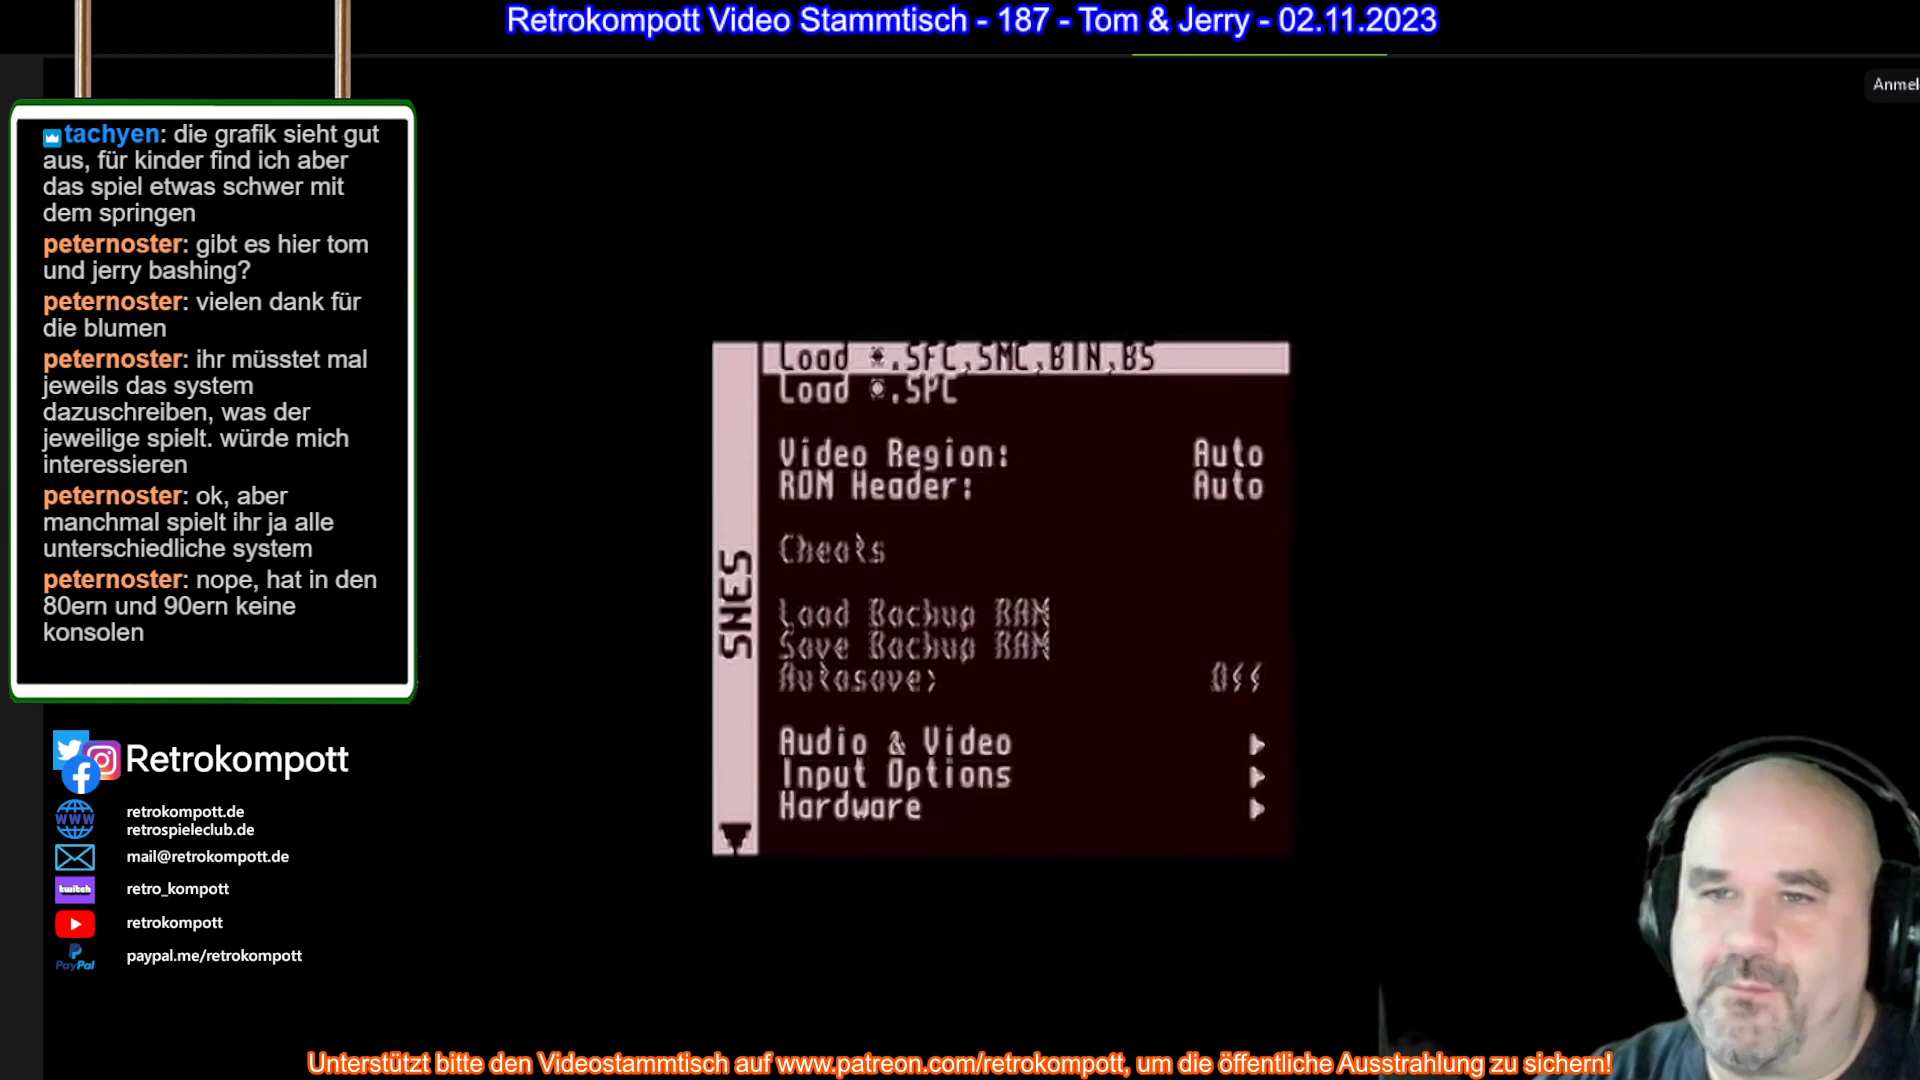 Retrokompott Video Stammtisch - 187 - Tom & Jerry - 02.11.2023
Anmel
tachyen: die grafik sieht gut
aus, für kinder find ich aber
das spiel etwas schwer mit
dem springen
peternoster: gibt es hier tom
und jerry bashing?
peternoster: vielen dank für
die blumen
peternoster: ihr müsstet mal
jeweils das system
dazuschreiben, was der
jeweilige spielt. würde mich
interessieren
peternoster: ok, aber
manchmal spielt ihr ja alle
unterschiedliche system
peternoster: nope, hat in den
80ern und 90ern keine
konsolen
SNES
Load *.SFC,SMC,BIN,BS
Load *.SPC
Video Region: Auto
ROM Header: Auto
Cheats
Load Backup RAM
Save Backup RAM
Autosave: Off
Audio & Video
Input Options
Hardware
Retrokompott
www
retrokompott.de
retrospieleclub.de
mail@retrokompott.de
twitch
retro_kompott
retrokompott
PayPal
paypal.me/retrokompott
Unterstützt bitte den Videostammtisch auf www.patreon.com/retrokompott, um die öffentliche Ausstrahlung zu sichern!